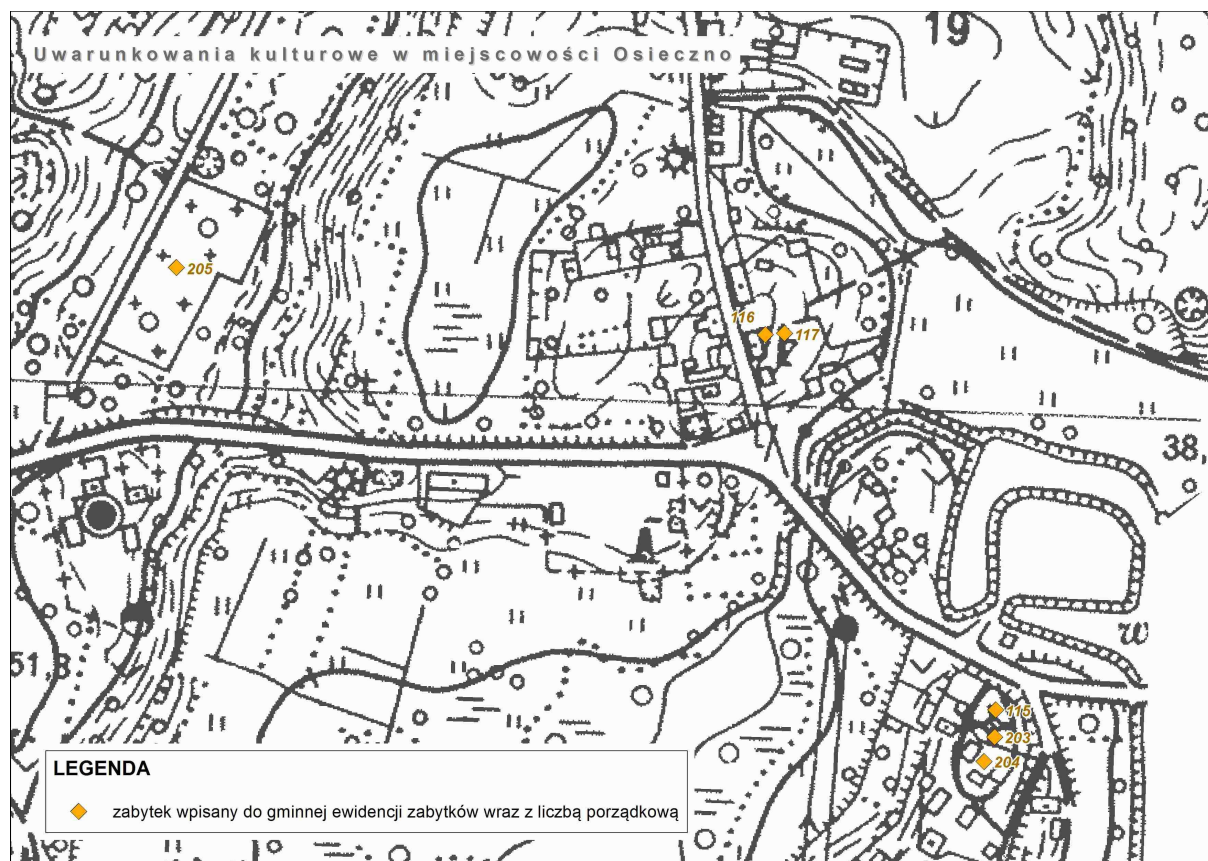 Uwarunkowania kulturowe w miejscowości Osieczno
19
205
116
117
38,
51,8
w
115
203
204
LEGENDA
zabytek wpisany do gminnej ewidencji zabytków wraz z liczbą porządkową